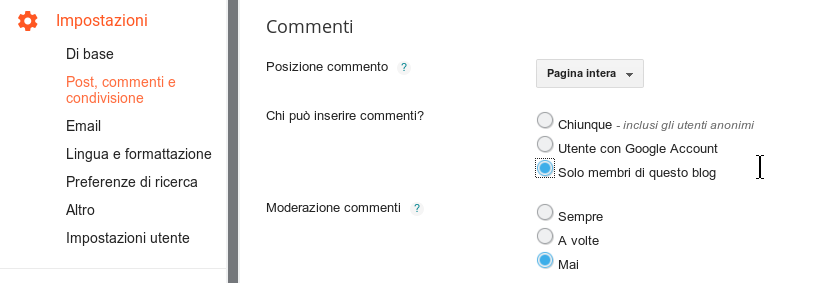 Impostazioni
Di base
Post, commenti e
condivisione
Email
Lingua e formattazione
Preferenze di ricerca
Altro
Impostazioni utente
Commenti
Posizione commento ?
Pagina intera
Chi può inserire commenti?
Chiunque - inclusi gli utenti anonimi
Utente con Google Account
Solo membri di questo blog
Moderazione commenti ?
Sempre
A volte
Mai